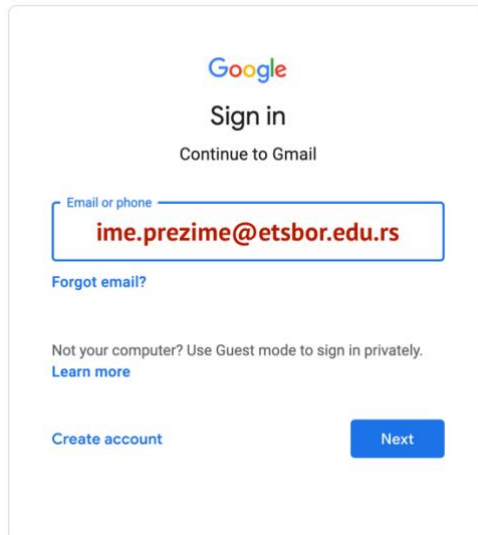 Google
Sign in
Continue to Gmail
Email or phone
ime.prezime@etsbor.edu.rs
Forgot email?
Not your computer? Use Guest mode to sign in privately.
Learn more
Create account
Next